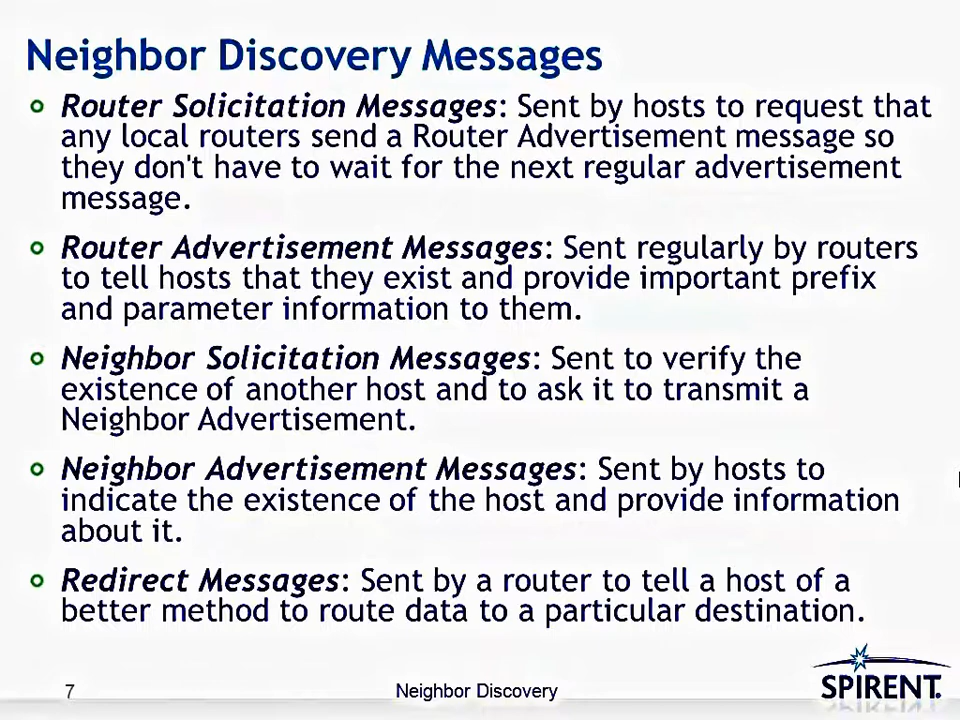 Neighbor Discovery Messages
Router Solicitation Messages: Sent by hosts to request that
any local routers send a Router Advertisement message so
they don't have to wait for the next regular advertisement
message.
Router Advertisement Messages: Sent regularly by routers
to tell hosts that they exist and provide important prefix
and parameter information to them.
Neighbor Solicitation Messages: Sent to verify the
existence of another host and to ask it to transmit a
Neighbor Advertisement.
Neighbor Advertisement Messages: Sent by hosts to
indicate the existence of the host and provide information
about it.
Redirect Messages: Sent by a router to tell a host of a
better method to route data to a particular destination.
7
Neighbor Discovery
SPIRENT.